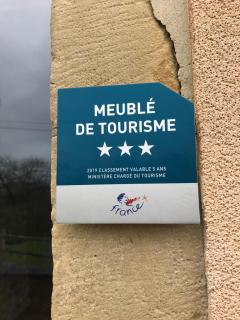 MEUBLÉ
DE TOURISME
★★★
2019 CLASSEMENT VALABLE 5 ANS
MINISTÈRE CHARGÉ DU TOURISME
france